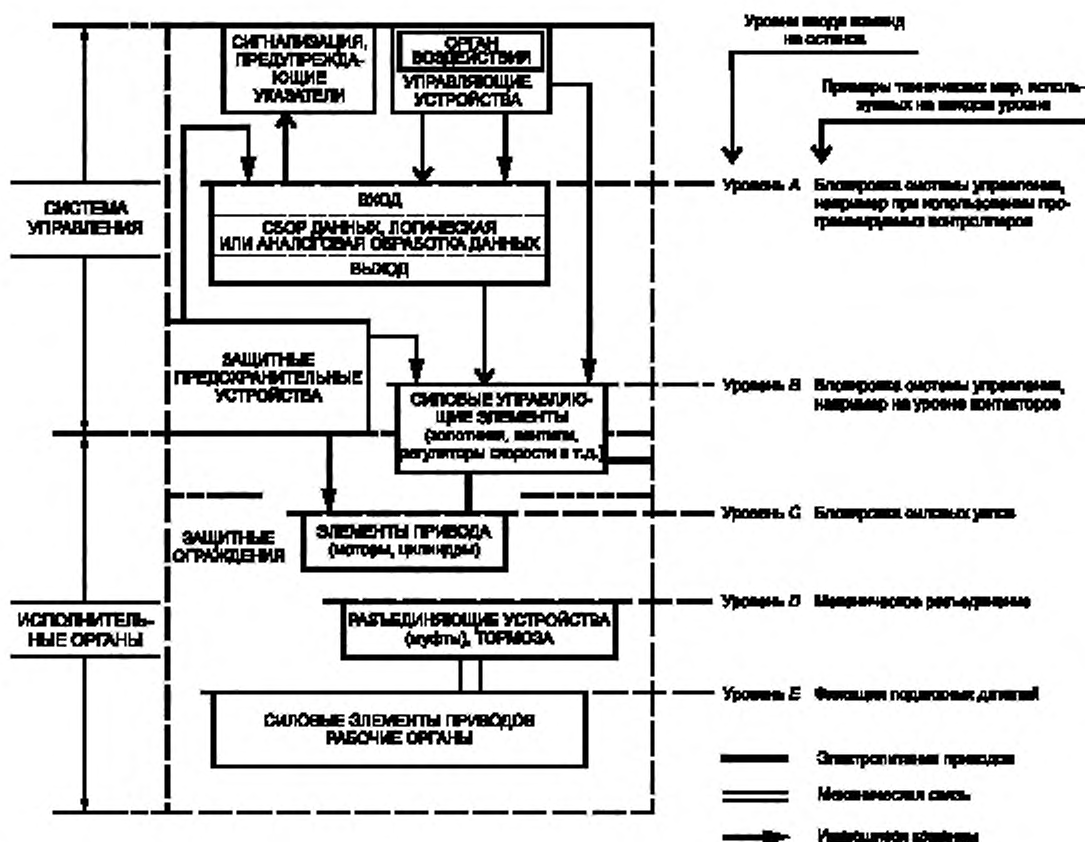 СИГНАЛИЗАЦИЯ,
ПРЕДУПРЕЖДА-
ЮЩИЕ
УКАЗАТЕЛИ
ОРГАН
ВОЗДЕЙСТВИЯ
УПРАВЛЯЮЩИЕ
УСТРОЙСТВА
Уровни ввода команд
на останов
Примеры технических мер, исполь-
зуемых на каждом уровне
СИСТЕМА
УПРАВЛЕНИЯ
ВХОД
СБОР ДАННЫХ, ЛОГИЧЕСКАЯ
ИЛИ АНАЛОГОВАЯ ОБРАБОТКА ДАННЫХ
ВЫХОД
Уровень A Блокировка системы управления,
например при использовании про-
граммируемых контроллеров
ЗАЩИТНЫЕ
ПРЕДОХРАНИТЕЛЬНЫЕ
УСТРОЙСТВА
СИЛОВЫЕ УПРАВЛЯЮ-
ЩИЕ ЭЛЕМЕНТЫ
(золотники, вентили,
регуляторы скорости и т.д.)
Уровень B Блокировка системы управления,
например на уровне контакторов
ЗАЩИТНЫЕ
ОГРАЖДЕНИЯ
ЭЛЕМЕНТЫ ПРИВОДА
(моторы, цилиндры)
Уровень C Блокировка силовых узлов
ИСПОЛНИТЕЛЬ-
НЫЕ ОРГАНЫ
РАЗЪЕДИНЯЮЩИЕ УСТРОЙСТВА
(муфты), ТОРМОЗА
Уровень D Механическое разъединение
СИЛОВЫЕ ЭЛЕМЕНТЫ ПРИВОДОВ
РАБОЧИЕ ОРГАНЫ
Уровень E Фиксация подвижных деталей
Электропитание приводов
Механическая связь
команды